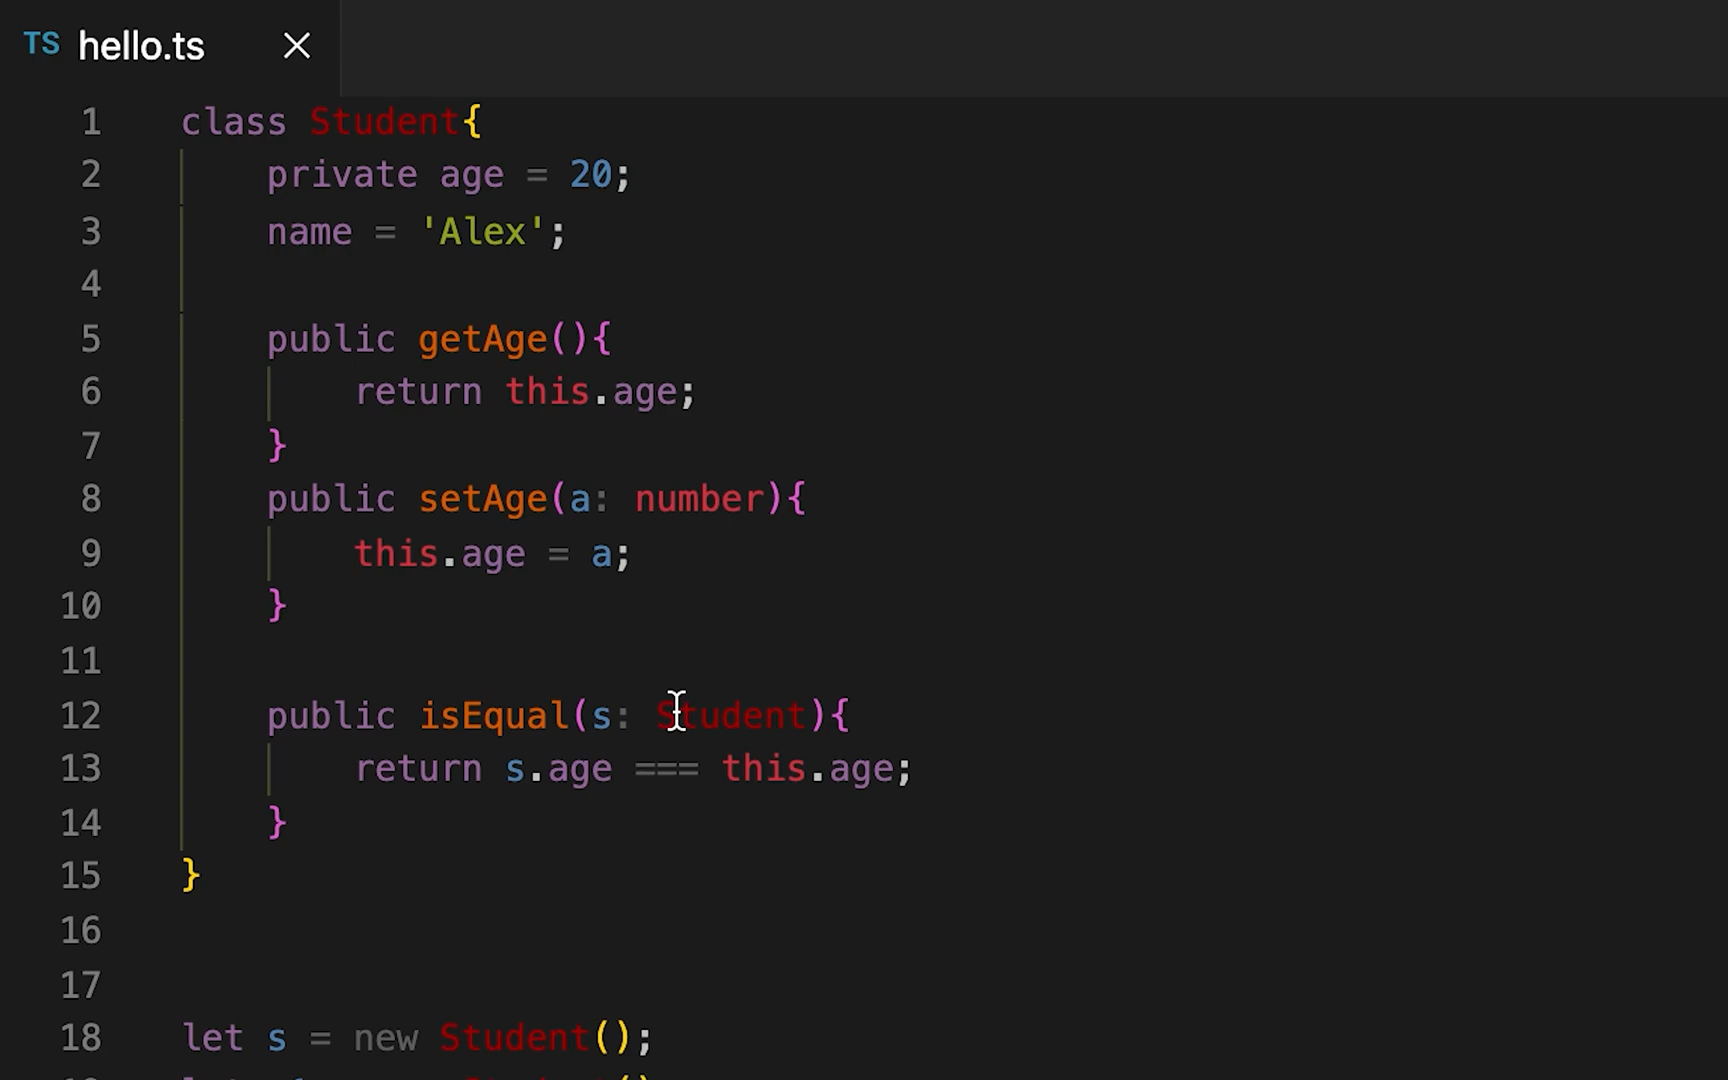 TS hello.ts ×
1 class Student{
2 private age = 20;
3 name = 'Alex';
4
5 public getAge(){
6 return this.age;
7 }
8 public setAge(a: number){
9 this.age = a;
10 }
11
12 public isEqual(s: Student){
13 return s.age === this.age;
14 }
15 }
16
17
18 let s = new Student();